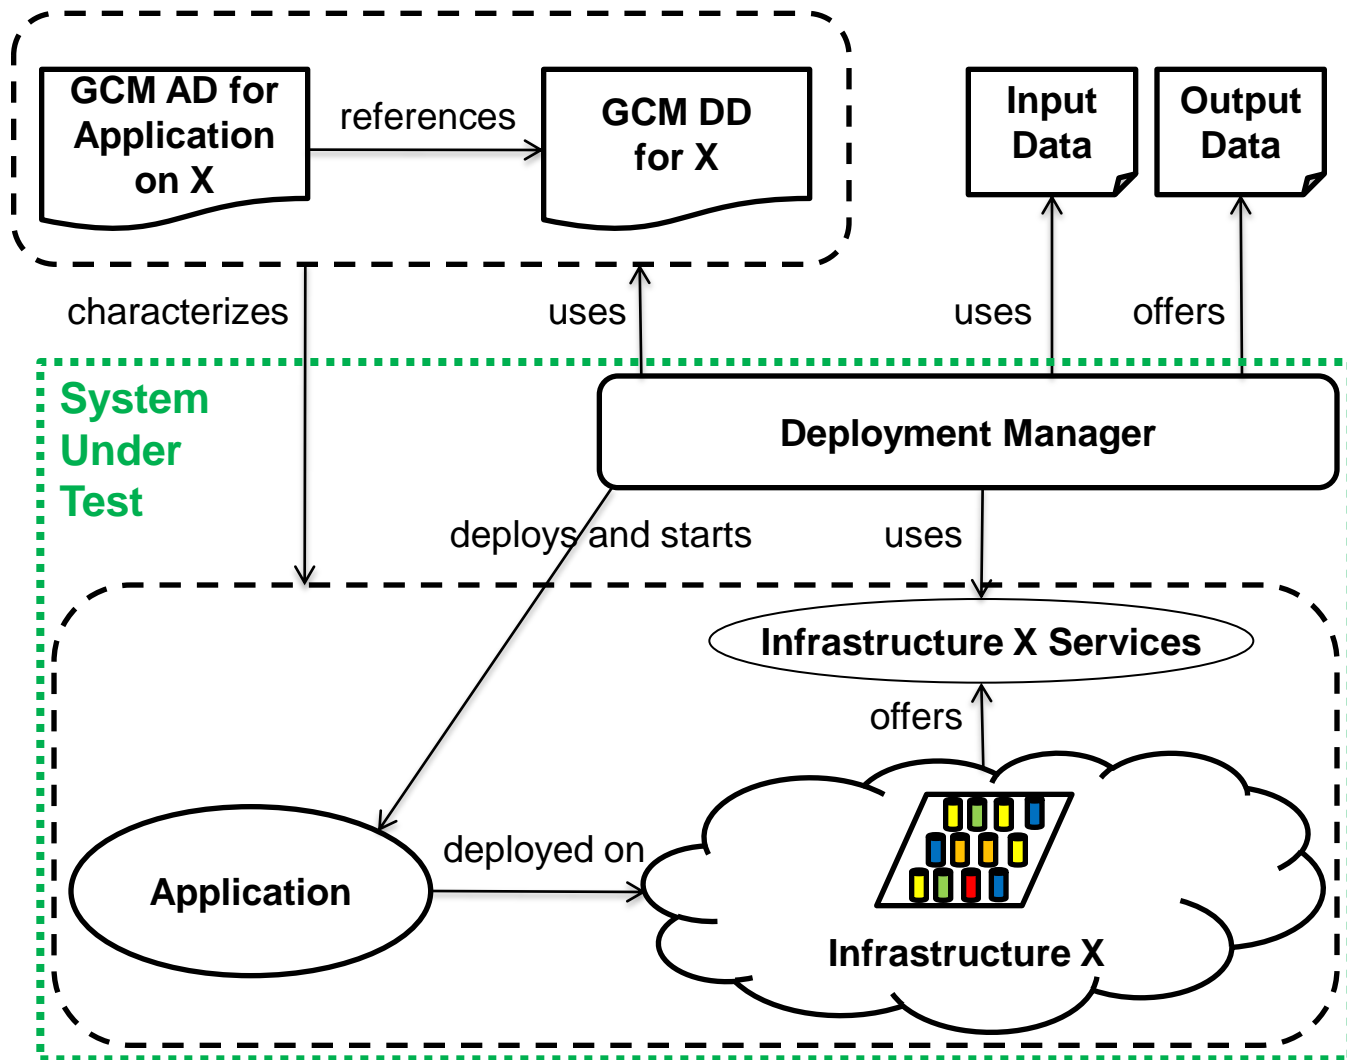 GCM AD for
Application
on X
references
GCM DD
for X
Input
Data
Output
Data
characterizes
uses
uses
offers
System
Under
Test
Deployment Manager
deploys and starts
uses
Infrastructure X Services
offers
deployed on
Application
Infrastructure X